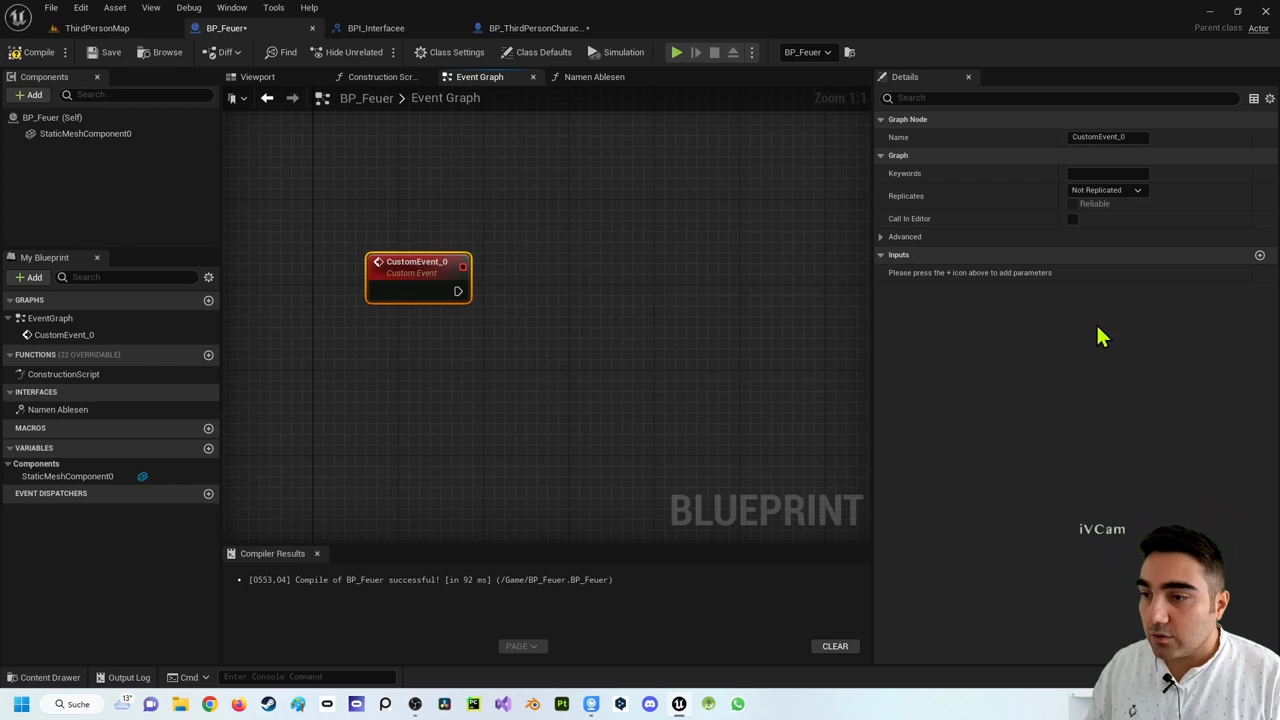 File Edit Asset View Debug Window Tools Help
ThirdPersonMap BP_Feuer• BPI_Interfacee BP_ThirdPersonCharac...•
Parent class: Actor
Compile Save Browse Diff Find Hide Unrelated Class Settings Class Defaults Simulation BP_Feuer
Components
Add Search
BP_Feuer (Self)
StaticMeshComponent0
My Blueprint
Add Search
GRAPHS
EventGraph
CustomEvent_0
FUNCTIONS (22 OVERRIDABLE)
ConstructionScript
INTERFACES
Namen Ablesen
MACROS
VARIABLES
Components
StaticMeshComponent0
EVENT DISPATCHERS
Viewport Construction Scr... Event Graph Namen Ablesen
BP_Feuer > Event Graph Zoom 1:1
CustomEvent_0
Custom Event
BLUEPRINT
Compiler Results
• [0553,04] Compile of BP_Feuer successful! [in 92 ms] (/Game/BP_Feuer.BP_Feuer)
PAGE CLEAR
Details
Search
Graph Node
Name CustomEvent_0
Graph
Keywords
Replicates Not Replicated
Reliable
Call In Editor
Advanced
Inputs
Please press the + icon above to add parameters
iVCam
Content Drawer Output Log Cmd Enter Console Command
Suche 13°